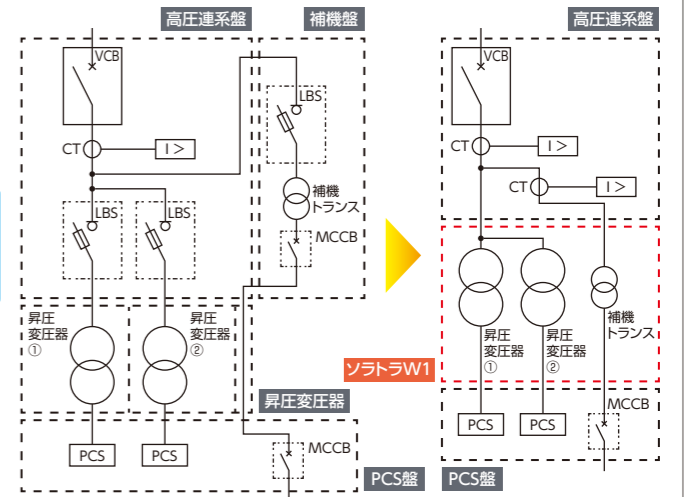 高圧連系盤
補機盤
VCB
LBS
CT
I>
補機
トランス
LBS
LBS
MCCB
昇圧
変圧器
①
昇圧
変圧器
②
昇圧変圧器
PCS
PCS
MCCB
PCS盤
高圧連系盤
VCB
CT
I>
CT
I>
ソラトラW1
昇圧
変圧器
①
昇圧
変圧器
②
補機
トランス
MCCB
PCS
PCS
PCS盤